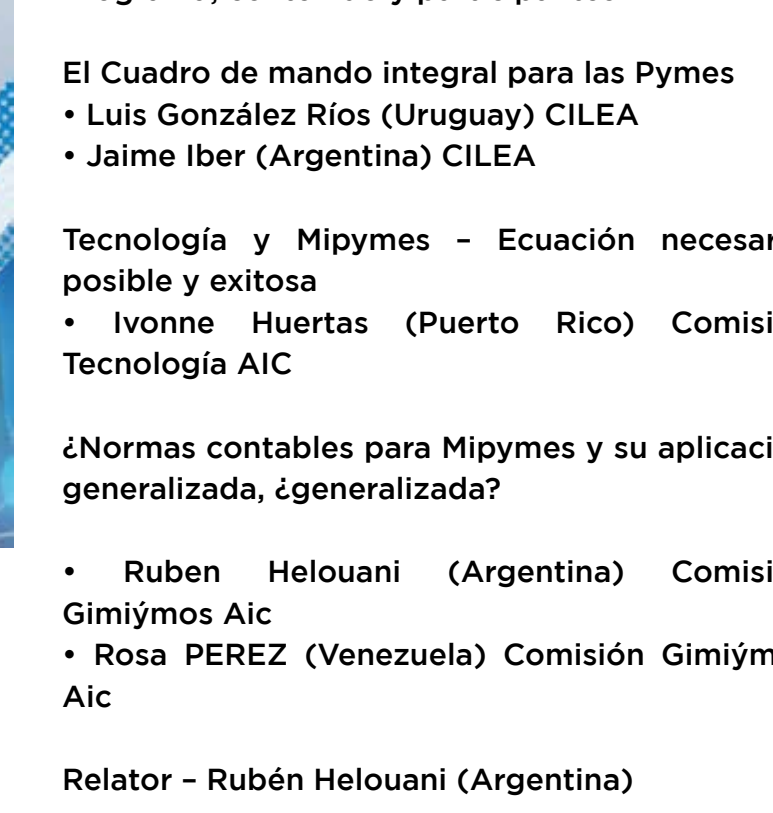 El Cuadro de mando integral para las Pymes
• Luis González Ríos (Uruguay) CILEA
• Jaime Iber (Argentina) CILEA
Tecnología y Mipymes – Ecuación
posible y exitosa
• Ivonne Huertas (Puerto Rico)
Tecnología AIC
¿Normas contables para Mipymes y su
generalizada, ¿generalizada?
• Ruben Helouani (Argentina)
Gimiýmos Aic
• Rosa PEREZ (Venezuela) Comisión
Aic
Relator – Rubén Helouani (Argentina)